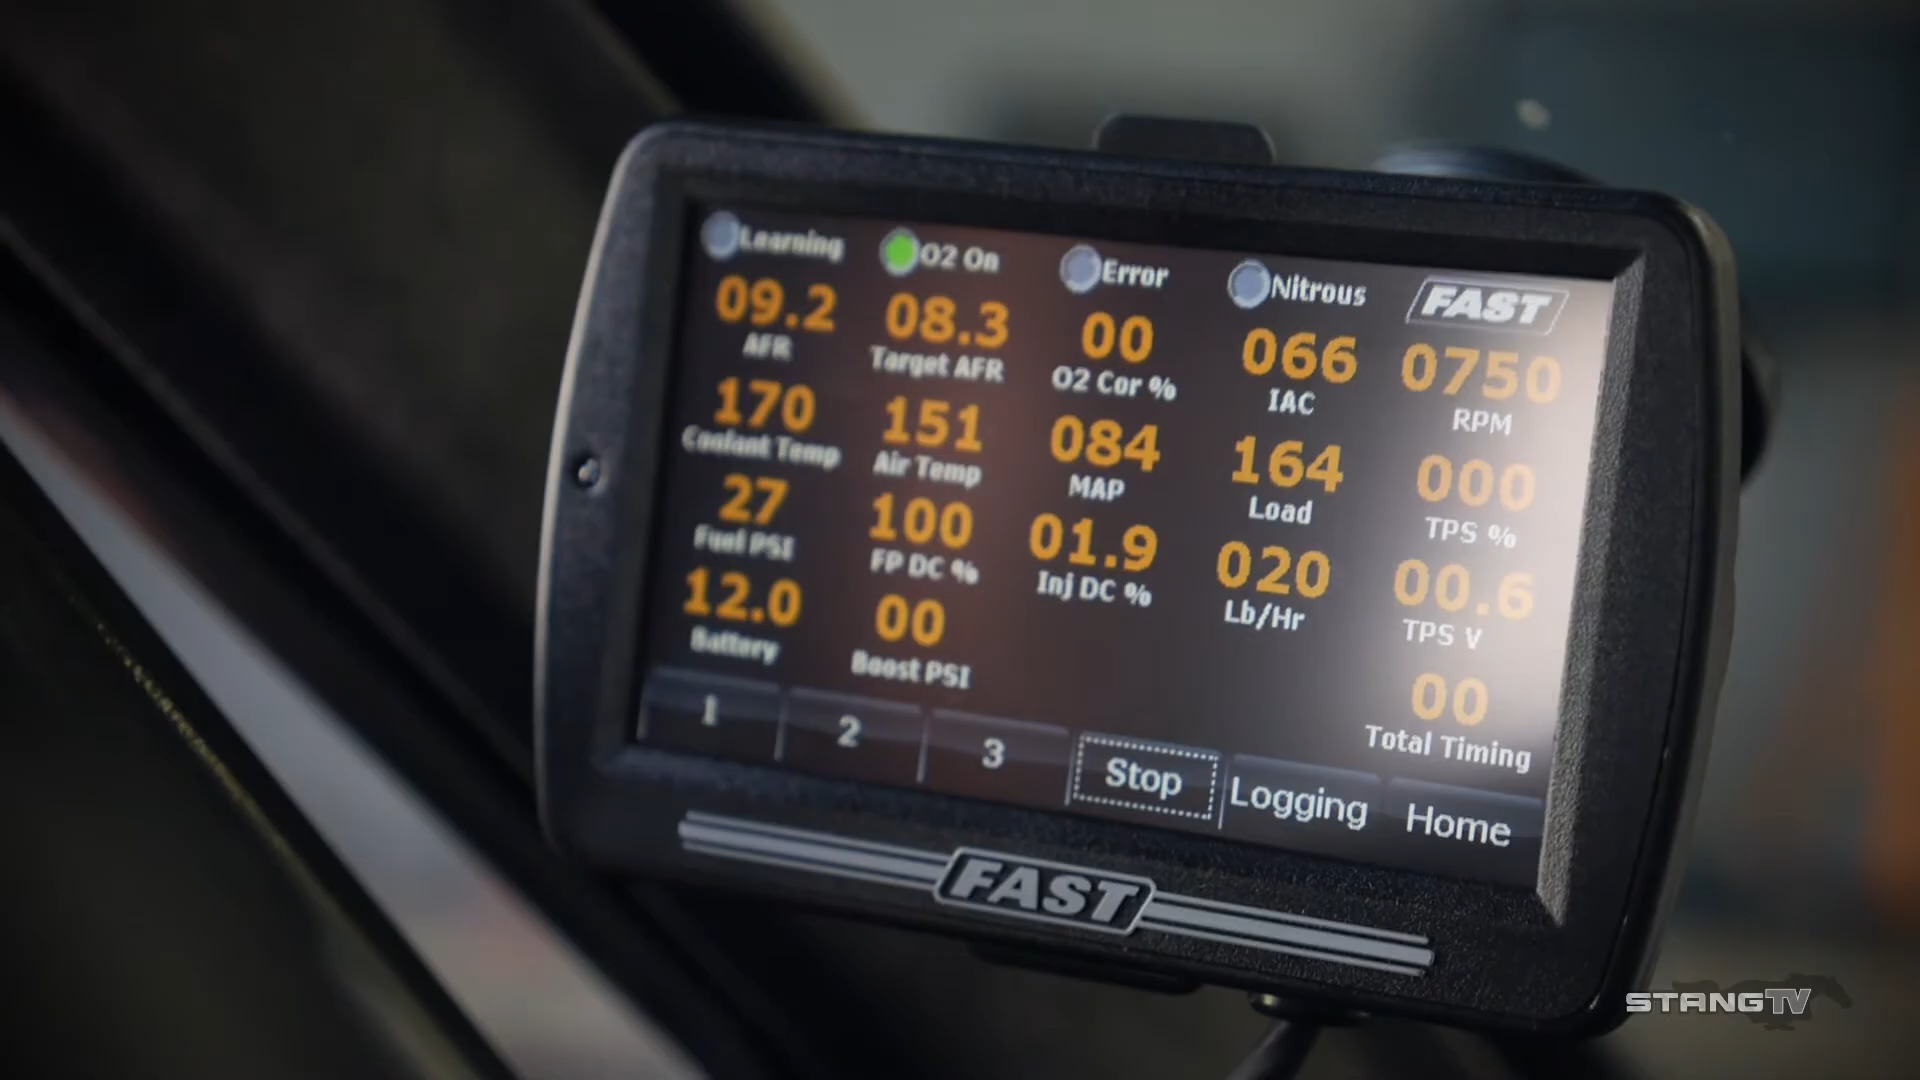 Learning O2 On Error Nitrous FAST
09.2 08.3 00 066 0750
AFR Target AFR O2 Cor % IAC RPM
170 151 084 164 000
Coolant Temp Air Temp MAP Load TPS %
27 100 01.9 020 00.6
Fuel PSI FP DC % Inj DC % Lb/Hr TPS V
12.0 00 00
Battery Boost PSI Total Timing
1 2 3 Stop Logging Home
FAST
STANGTV